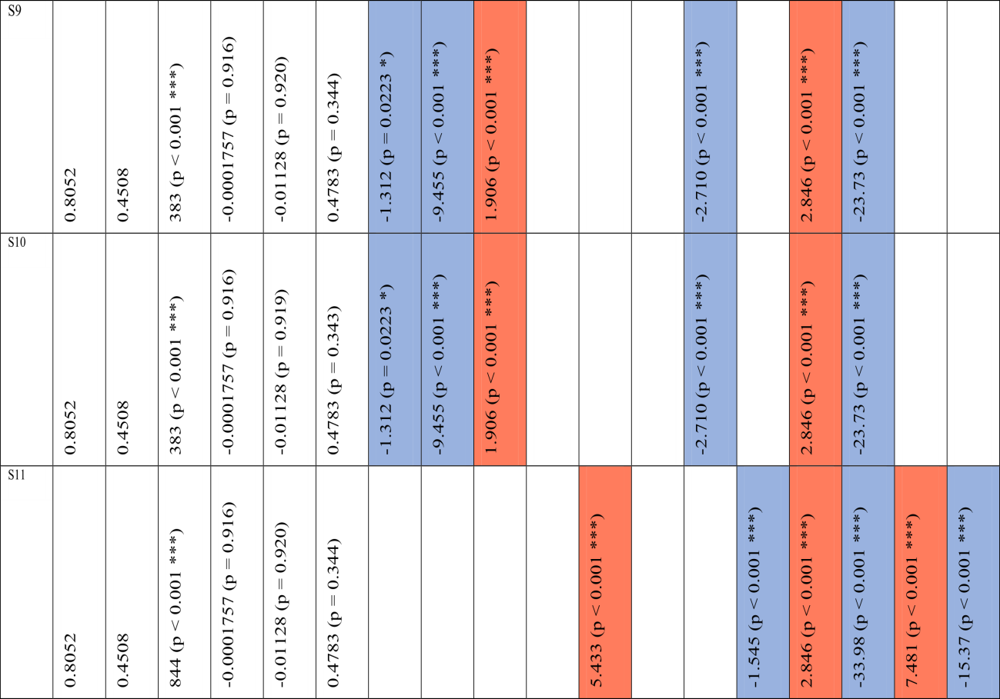 S9
0.8052
0.4508
383 (p < 0.001 ***)
-0.0001757 (p = 0.916)
-0.01128 (p = 0.920)
0.4783 (p = 0.344)
-1.312 (p = 0.0223 *)
-9.455 (p < 0.001 ***)
1.906 (p < 0.001 ***)
-2.710 (p < 0.001 ***)
2.846 (p < 0.001 ***)
-23.73 (p < 0.001 ***)
S10
0.8052
0.4508
383 (p < 0.001 ***)
-0.0001757 (p = 0.916)
-0.01128 (p = 0.919)
0.4783 (p = 0.343)
-1.312 (p = 0.0223 *)
-9.455 (p < 0.001 ***)
1.906 (p < 0.001 ***)
-2.710 (p < 0.001 ***)
2.846 (p < 0.001 ***)
-23.73 (p < 0.001 ***)
S11
0.8052
0.4508
844 (p < 0.001 ***)
-0.0001757 (p = 0.916)
-0.01128 (p = 0.920)
0.4783 (p = 0.344)
5.433 (p < 0.001 ***)
-1.545 (p < 0.001 ***)
2.846 (p < 0.001 ***)
-33.98 (p < 0.001 ***)
7.481 (p < 0.001 ***)
-15.37 (p < 0.001 ***)